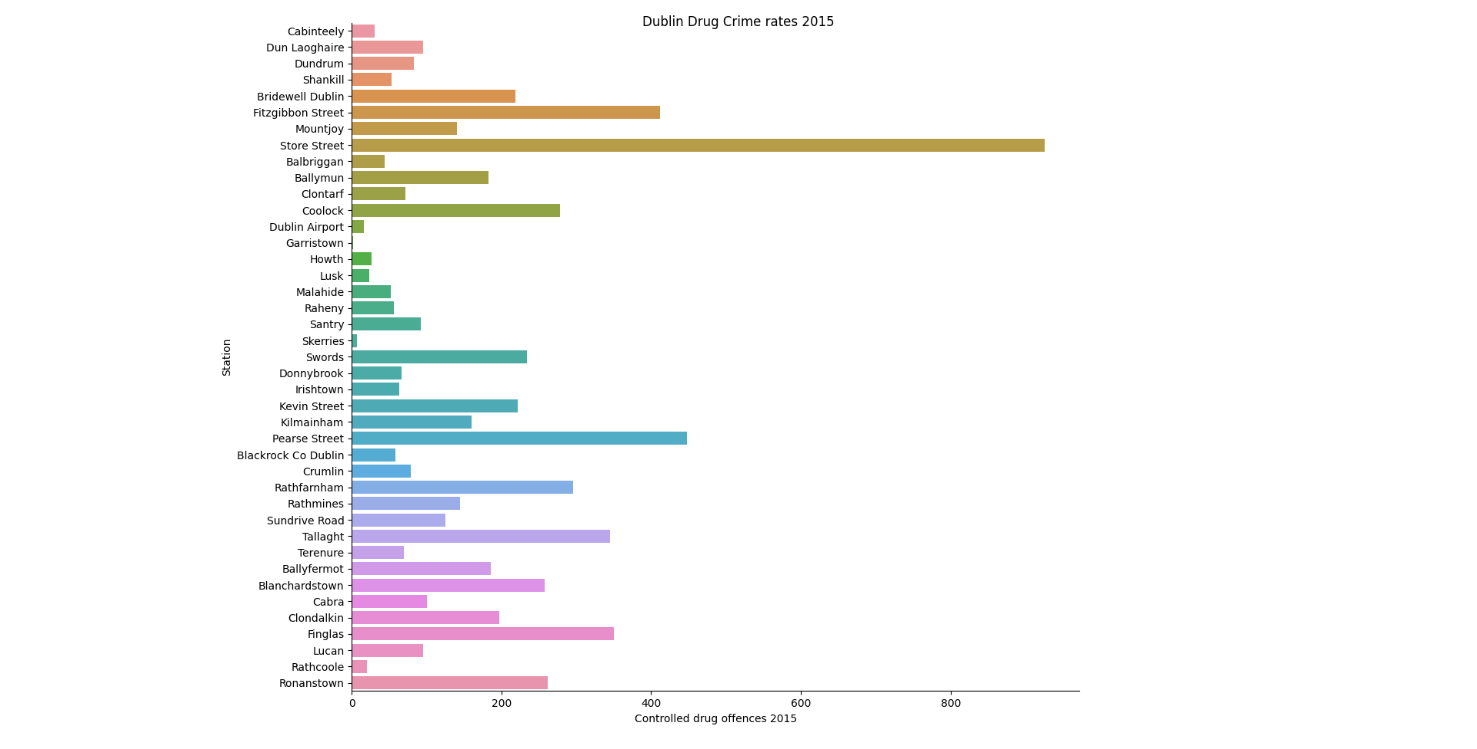 Dublin Drug Crime rates 2015
Cabinteely
Dun Laoghaire
Dundrum
Shankill
Bridewell Dublin
Fitzgibbon Street
Mountjoy
Store Street
Balbriggan
Ballymun
Clontarf
Coolock
Dublin Airport
Garristown
Howth
Lusk
Malahide
Raheny
Santry
Skerries
Swords
Donnybrook
Irishtown
Kevin Street
Kilmainham
Pearse Street
Blackrock Co Dublin
Crumlin
Rathfarnham
Rathmines
Sundrive Road
Tallaght
Terenure
Ballyfermot
Blanchardstown
Cabra
Clondalkin
Finglas
Lucan
Rathcoole
Ronanstown
Station
0 200 400 600 800
Controlled drug offences 2015